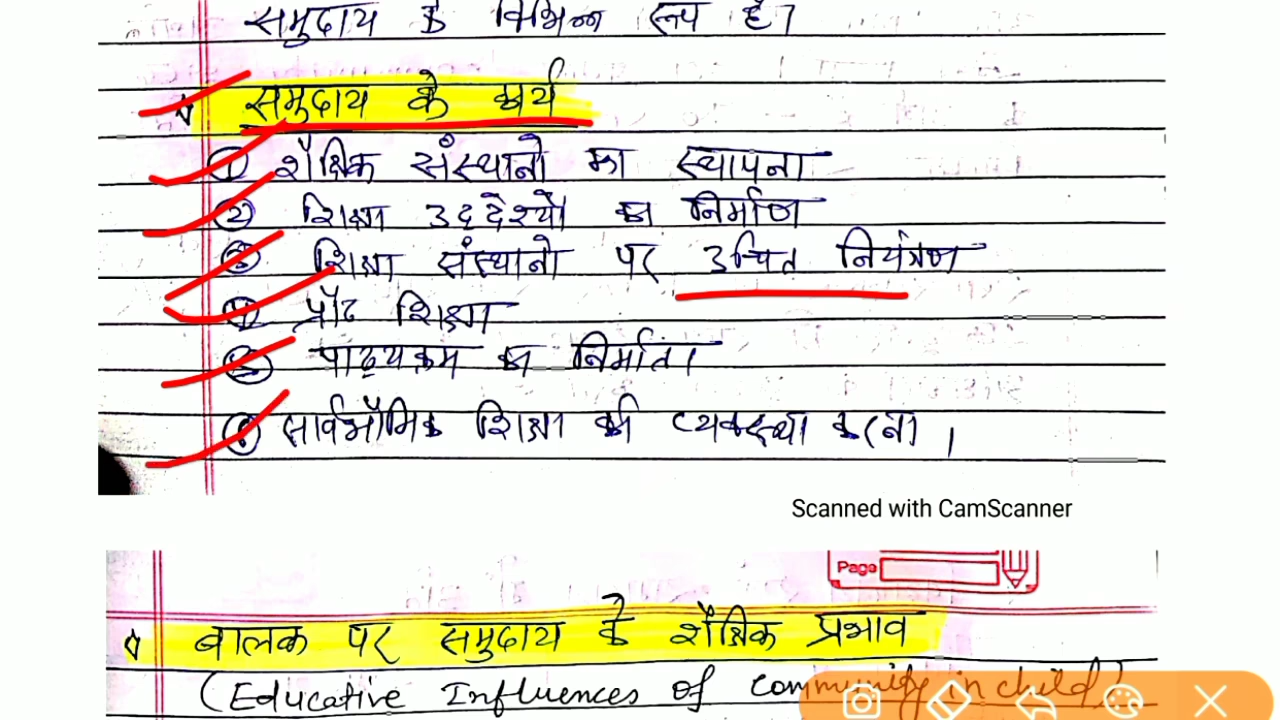 समुदाय के विभिन्न रूप है।
समुदाय के कार्य
① शैक्षिक संस्थानो का स्थापना
② शिक्षा उद्देश्यो का निर्माण
③ शिक्षा संस्थानो पर उचित नियंत्रण
④ प्रौढ शिक्षा
⑤ पाठ्यक्रम का निर्माता।
⑥ सार्वभौमिक शिक्षा की व्यवस्था करना।
Scanned with CamScanner
Page
बालक पर समुदाय के शैक्षिक प्रभाव
(Educative Influences of community in child)